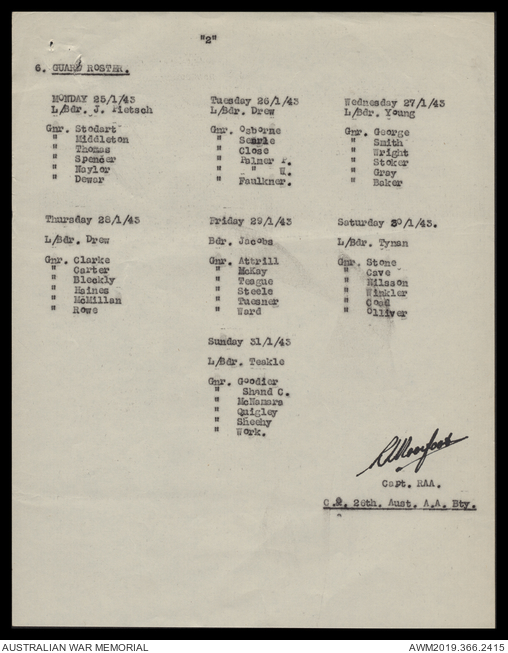 "2"
6. GUARD ROSTER.
MONDAY 25/1/43
L/Bdr. J. Pietsch
Gnr. Stodart
" Middleton
" Thomas
" Spencer
" Naylor
" Dewar
Tuesday 26/1/43
L/Bdr. Drew
Gnr. Osborne
" Searle
" Close
" Palmer P.
" " W.
" Faulkner.
Wednesday 27/1/43
L/Bdr. Young
Gnr. George
" Smith
" Wright
" Stoker
" Gray
" Baker
Thursday 28/1/43
L/Bdr. Drew
Gnr. Clarke
" Carter
" Bleckly
" Haines
" McMillan
" Rowe
Friday 29/1/43
Bdr. Jacobs
Gnr. Attrill
" McKay
" Teague
" Steele
" Tuesner
" Ward
Saturday 30/1/43.
L/Bdr. Tynan
Gnr. Stone
" Cave
" Nilsson
" Winkler
" Coad
" Olliver
Sunday 31/1/43
L/Bdr. Teakle
Gnr. Goodier
" Shand C.
" McNamara
" Quigley
" Sheehy
" Work.
Capt. RAA.
C.O. 26th. Aust. A.A. Bty.
AUSTRALIAN WAR MEMORIAL
AWM2019.366.2415